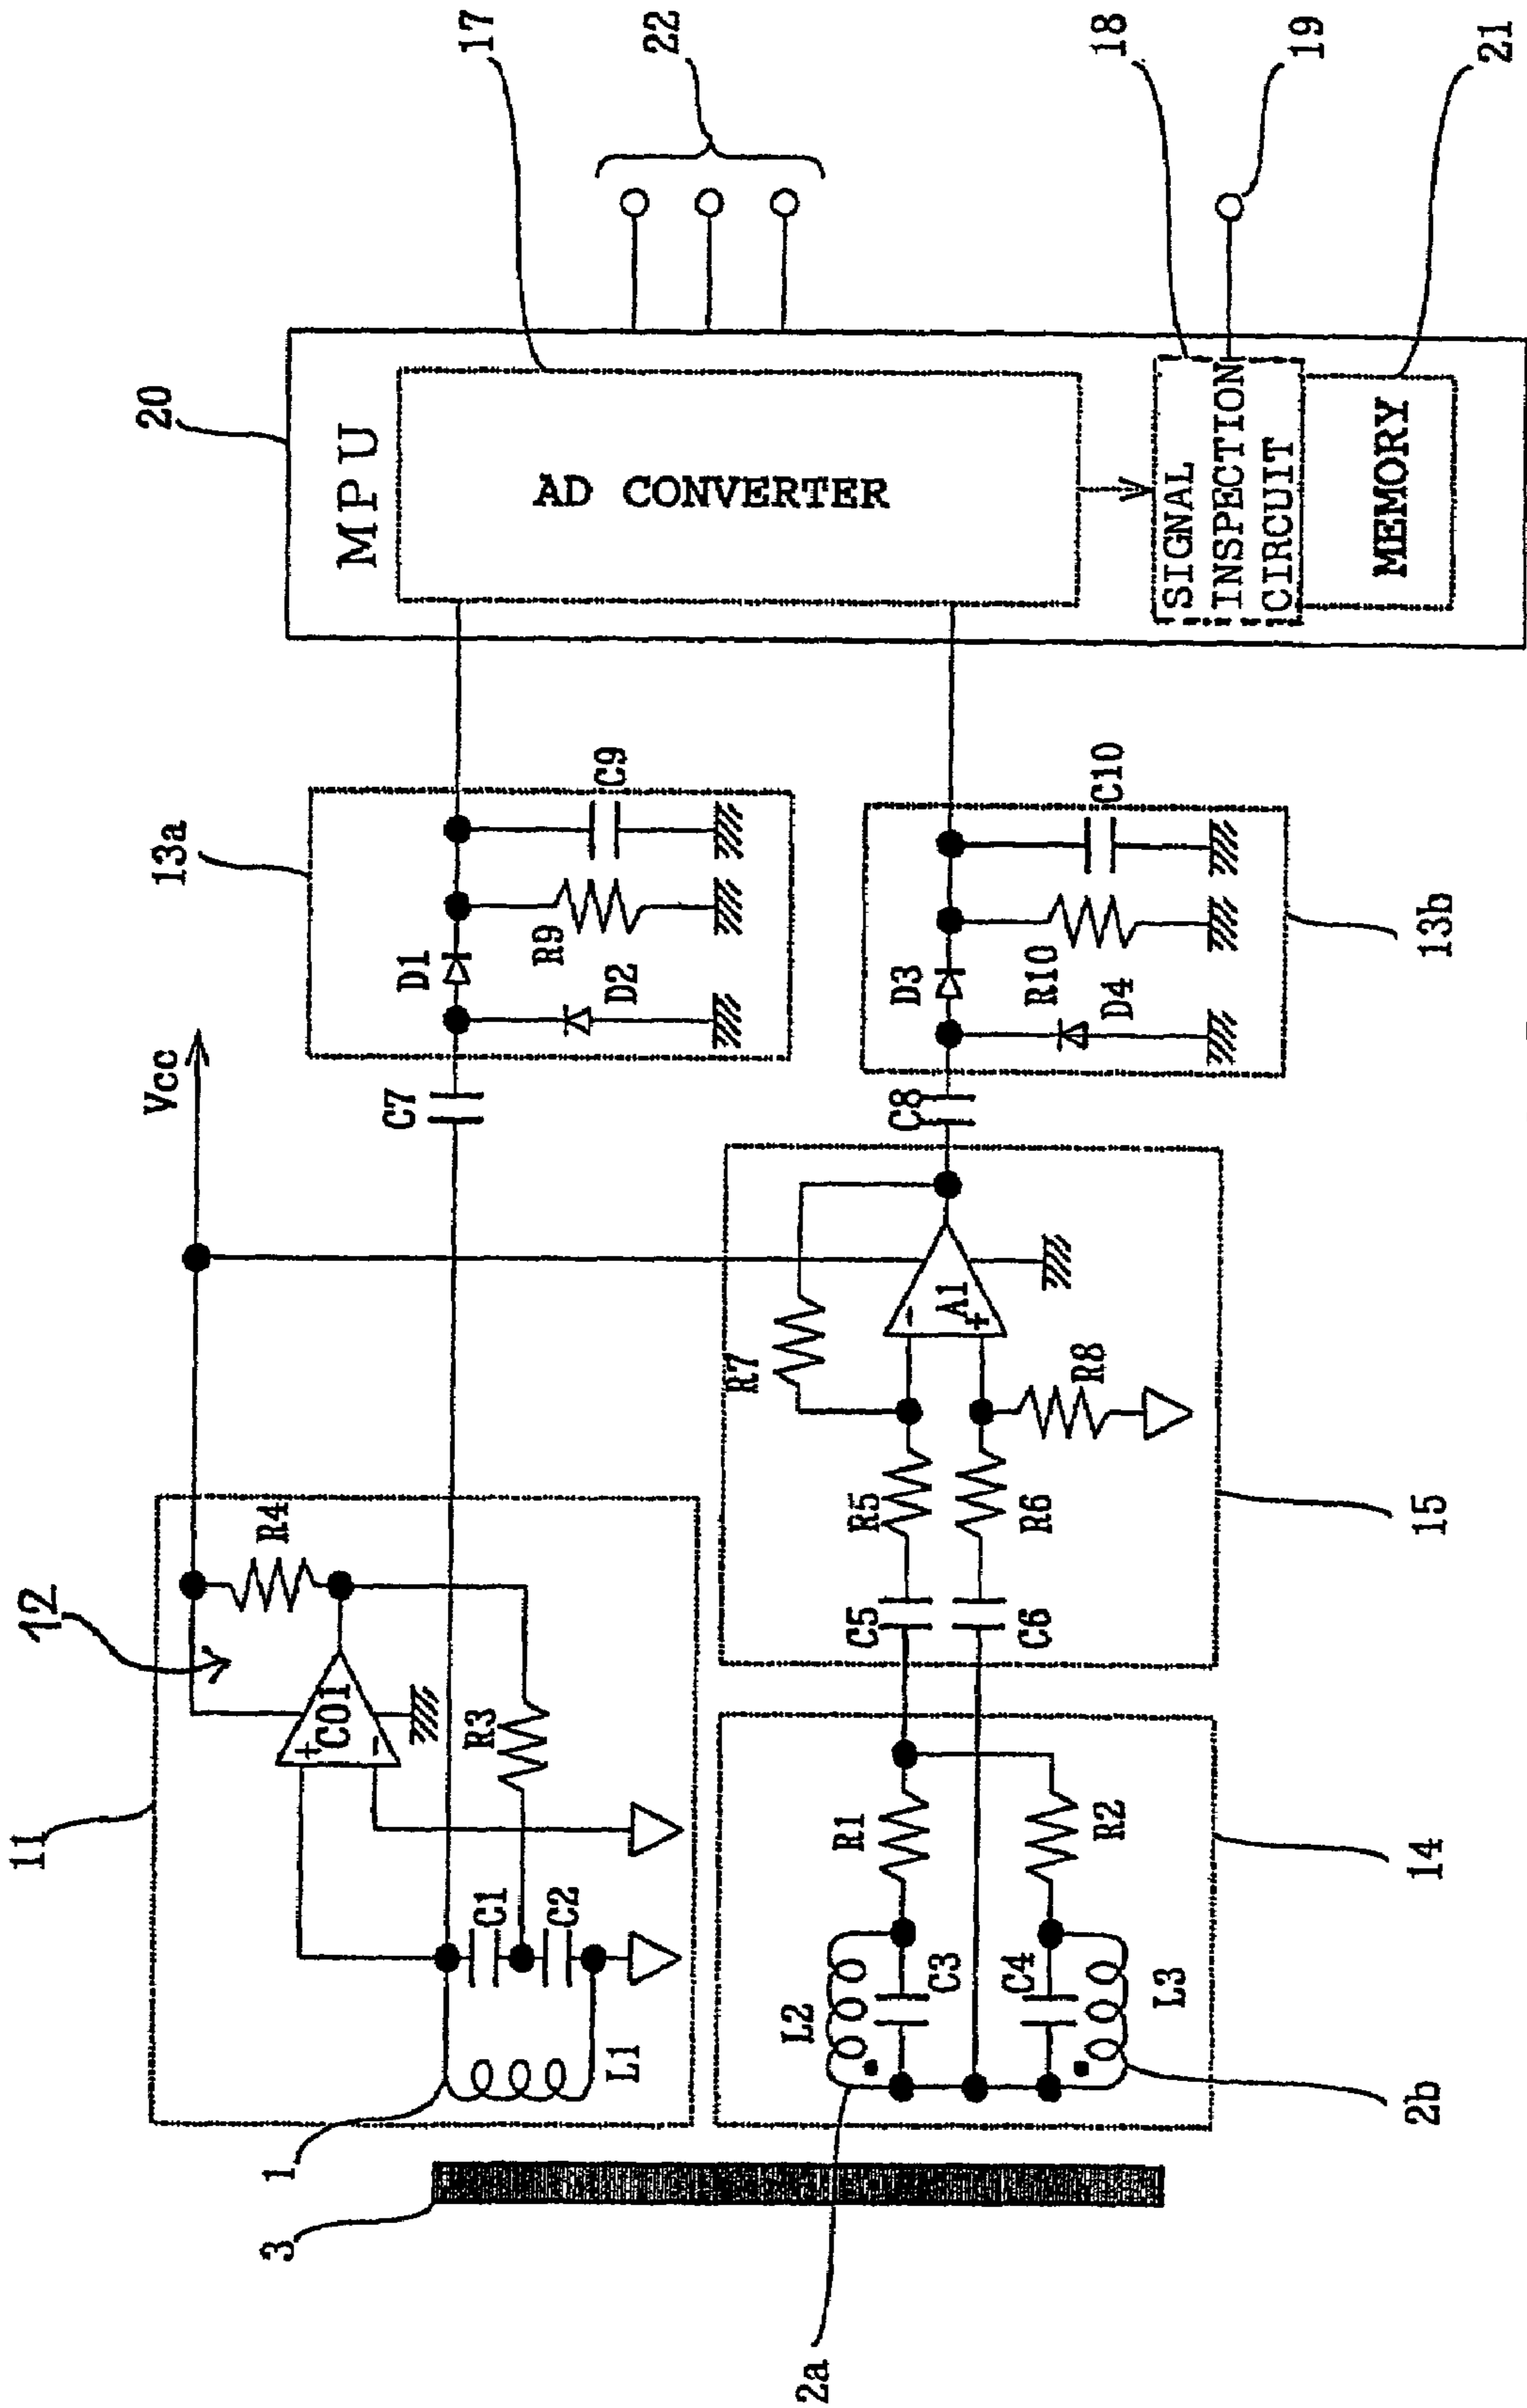 3
1
11
12
Vcc
13a
20
17
22
MPU
AD CONVERTER
C01
+
-
R4
R3
C1
C2
L1
C7
D1
R9
D2
C9
2a
L2
C3
R1
C4
R2
L3
2b
14
C5
R5
C6
R6
R7
R8
A1
-
+
15
C8
D3
R10
D4
C10
13b
SIGNAL
INSPECTION
CIRCUIT
18
19
MEMORY
21